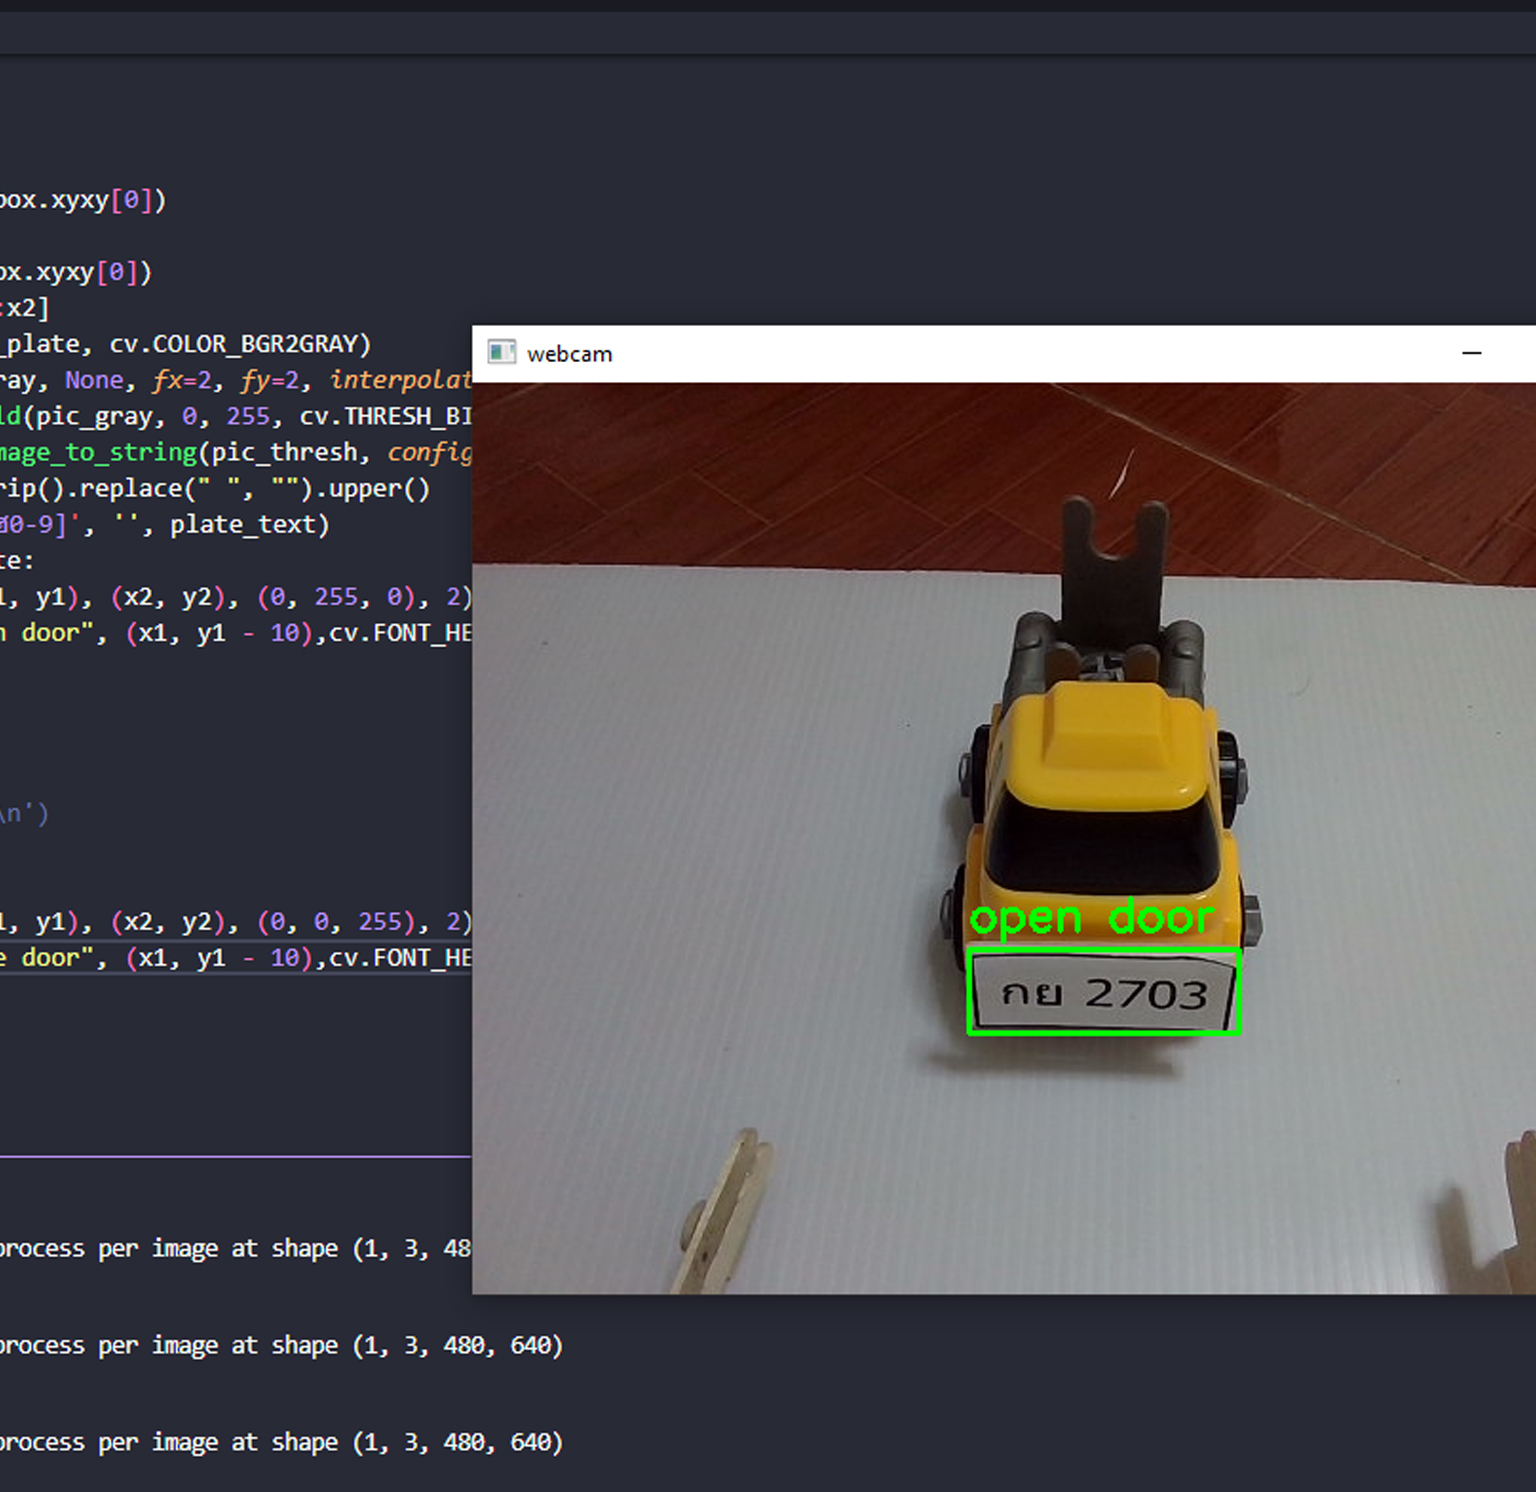 box.xyxy[0])
ox.xyxy[0])
:x2]
_plate, cv.COLOR_BGR2GRAY)
ray, None, fx=2, fy=2, interpolat
ld(pic_gray, 0, 255, cv.THRESH_BI
mage_to_string(pic_thresh, config
rip().replace(" ", "").upper()
0-9]', '', plate_text)
te:
1, y1), (x2, y2), (0, 255, 0), 2)
n door", (x1, y1 - 10),cv.FONT_HE
\n')
1, y1), (x2, y2), (0, 0, 255), 2)
e door", (x1, y1 - 10),cv.FONT_HE
process per image at shape (1, 3, 48
process per image at shape (1, 3, 480, 640)
process per image at shape (1, 3, 480, 640)
webcam
open door
กย 2703